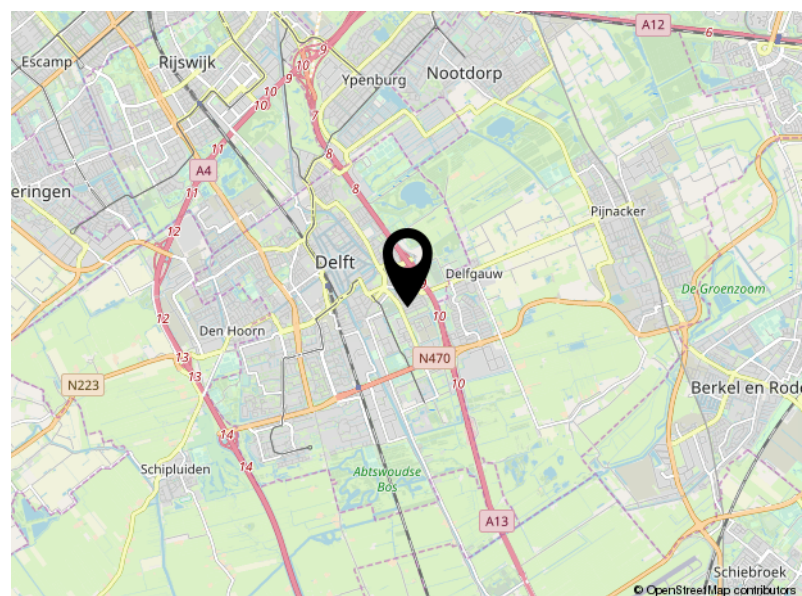 A12
6
9
Escamp
Rijswijk
10
9
Ypenburg
Nootdorp
10
10
7
11
8
A4
8
11
eringen
Pijnacker
12
Delft
Delfgauw
9
De Groenzoom
12
10
Den Hoorn
13
N470
13
N223
10
Berkel en Rode
14
14
Schipluiden
Abtswoudse
Bos
A13
Schiebroek
© OpenStreetMap contributors